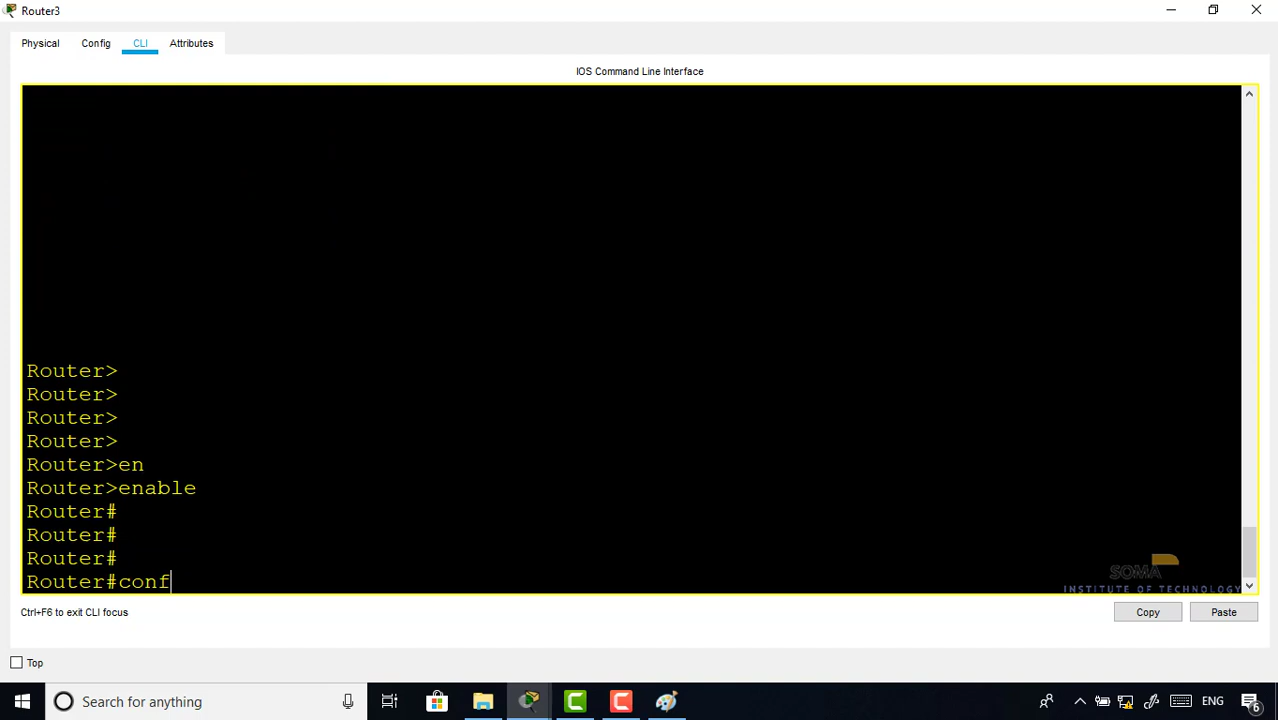 Router3
Physical Config CLI Attributes
IOS Command Line Interface
Router>
Router>
Router>
Router>
Router>en
Router>enable
Router#
Router#
Router#
Router#conf
SOMA
INSTITUTE OF TECHNOLOGY
Ctrl+F6 to exit CLI focus
Copy Paste
Top
Search for anything
ENG
6